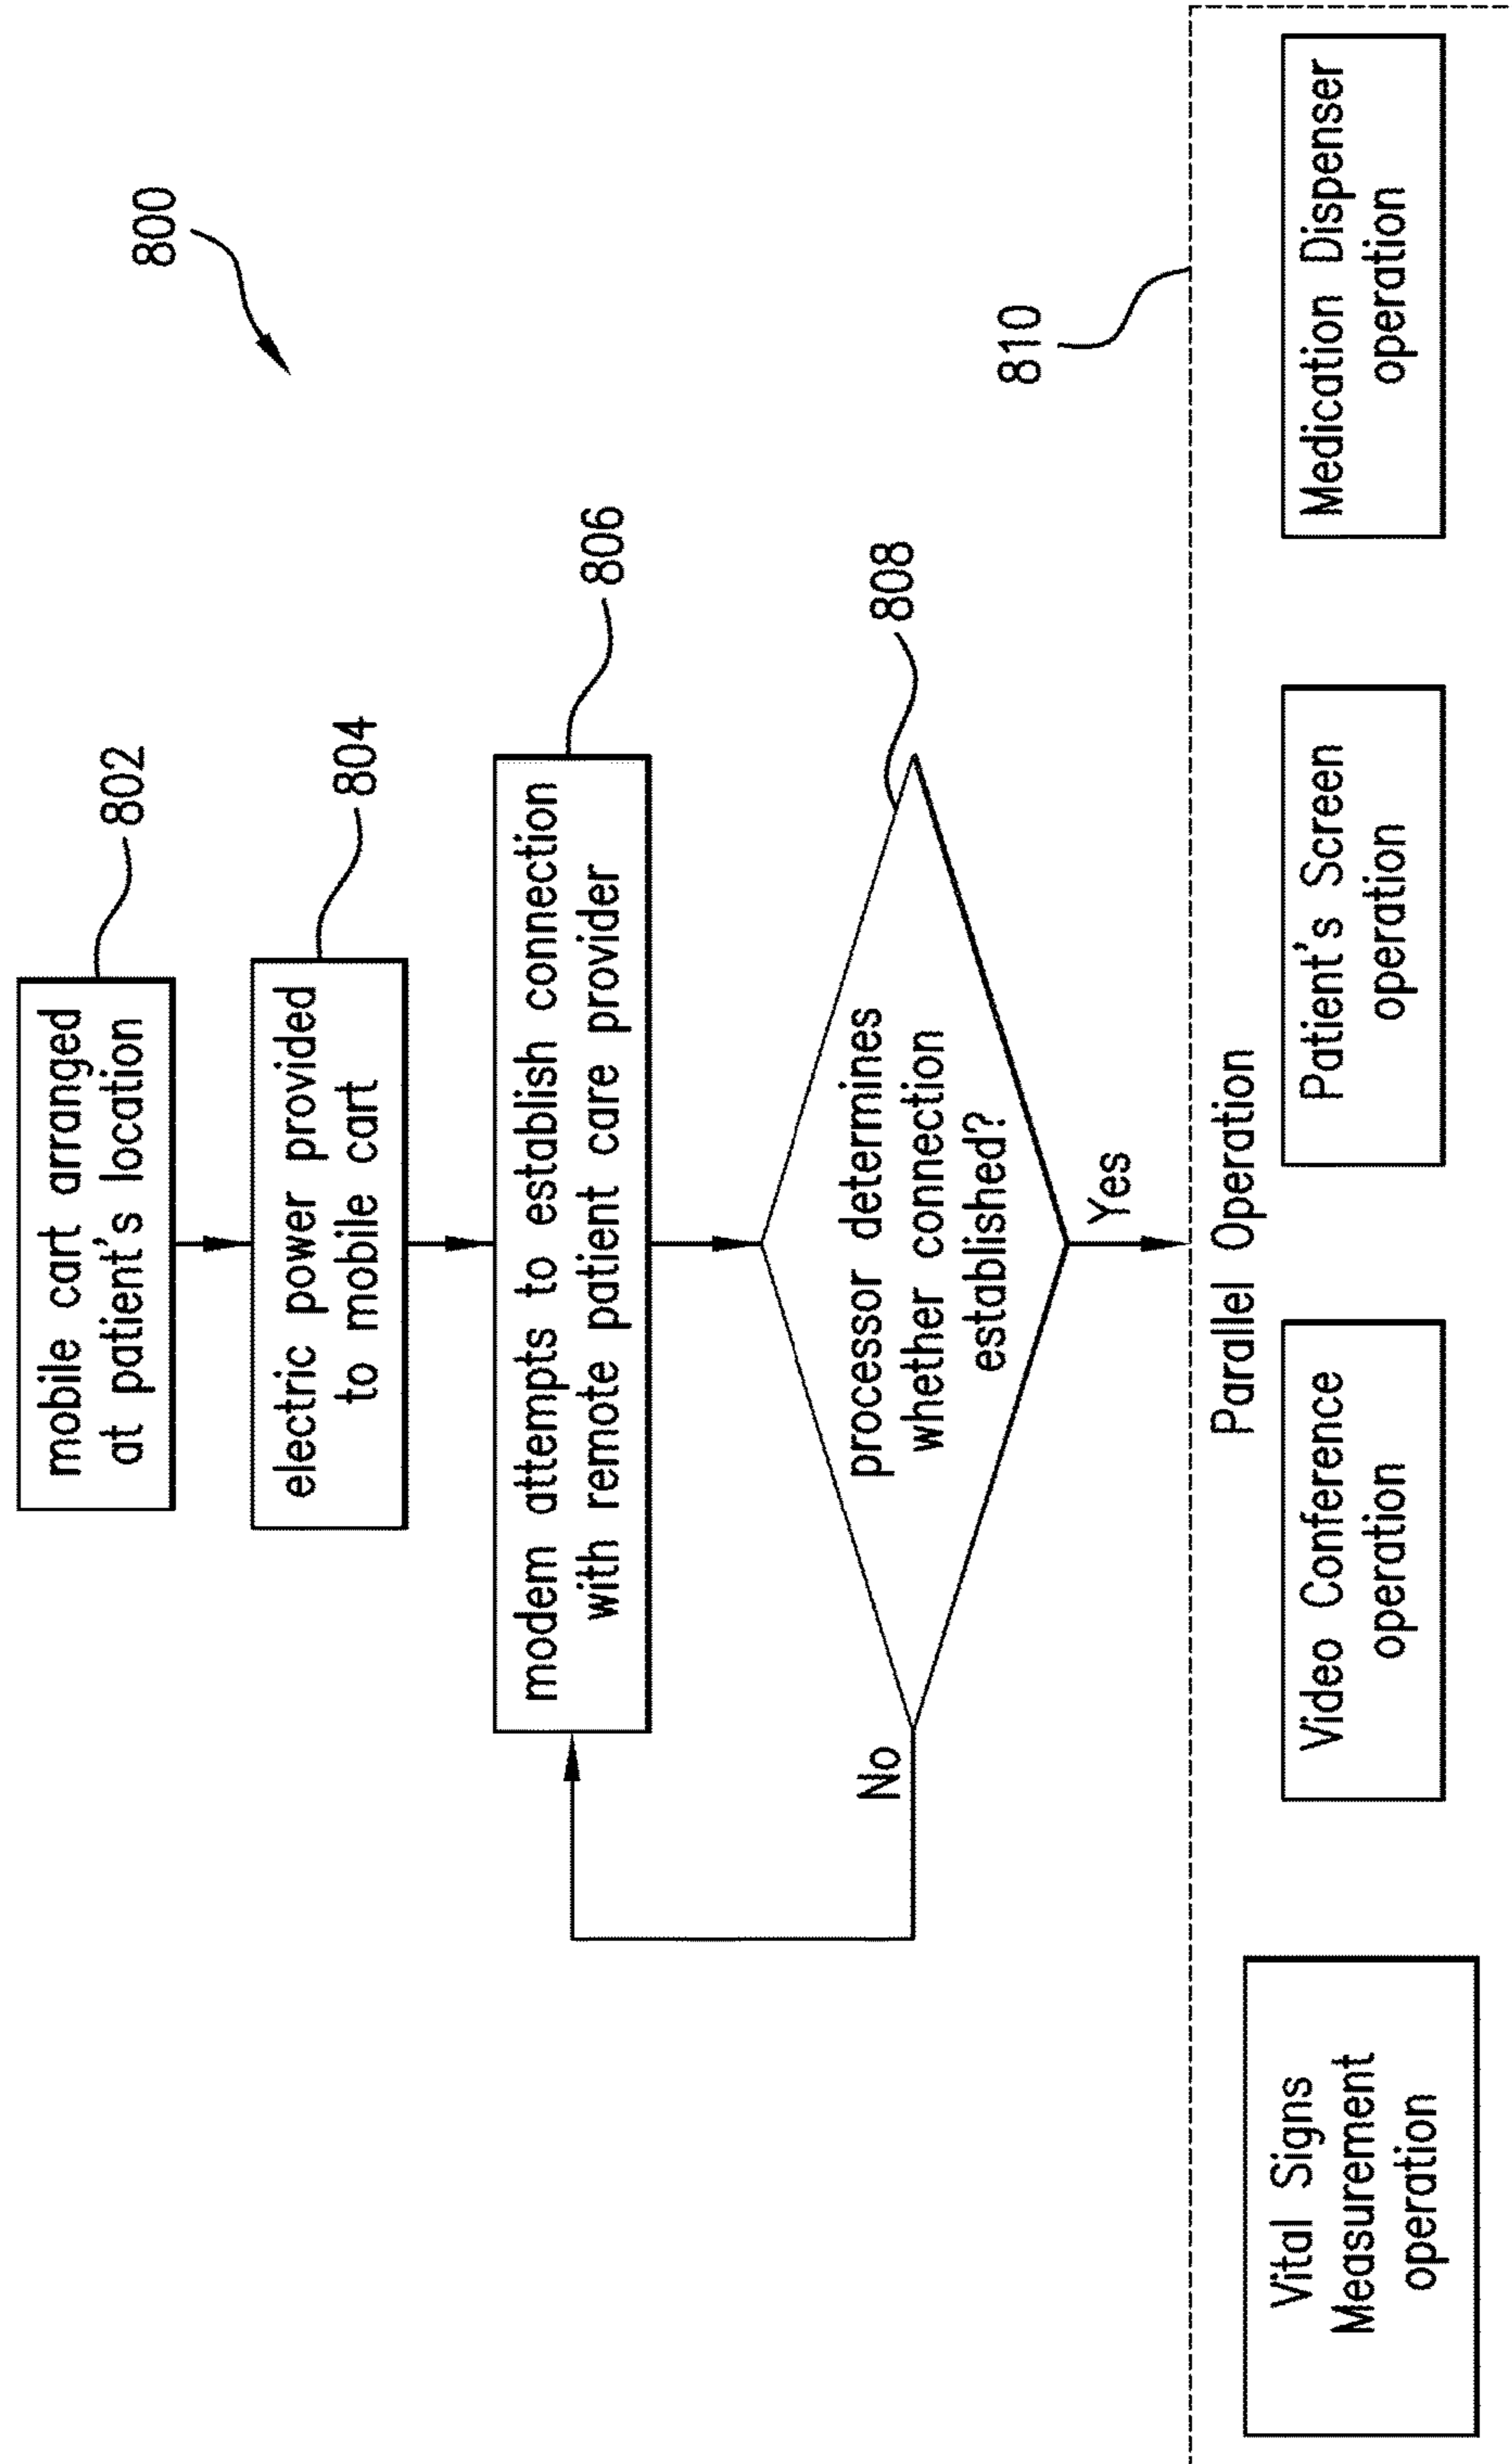 800
mobile cart arranged
at patient's location
802
electric power provided
to mobile cart
804
modem attempts to establish connection
with remote patient care provider
806
processor determines
whether connection
established?
808
No
Yes
810
Parallel Operation
Vital Signs
Measurement
operation
Video Conference
operation
Patient's Screen
operation
Medication Dispenser
operation